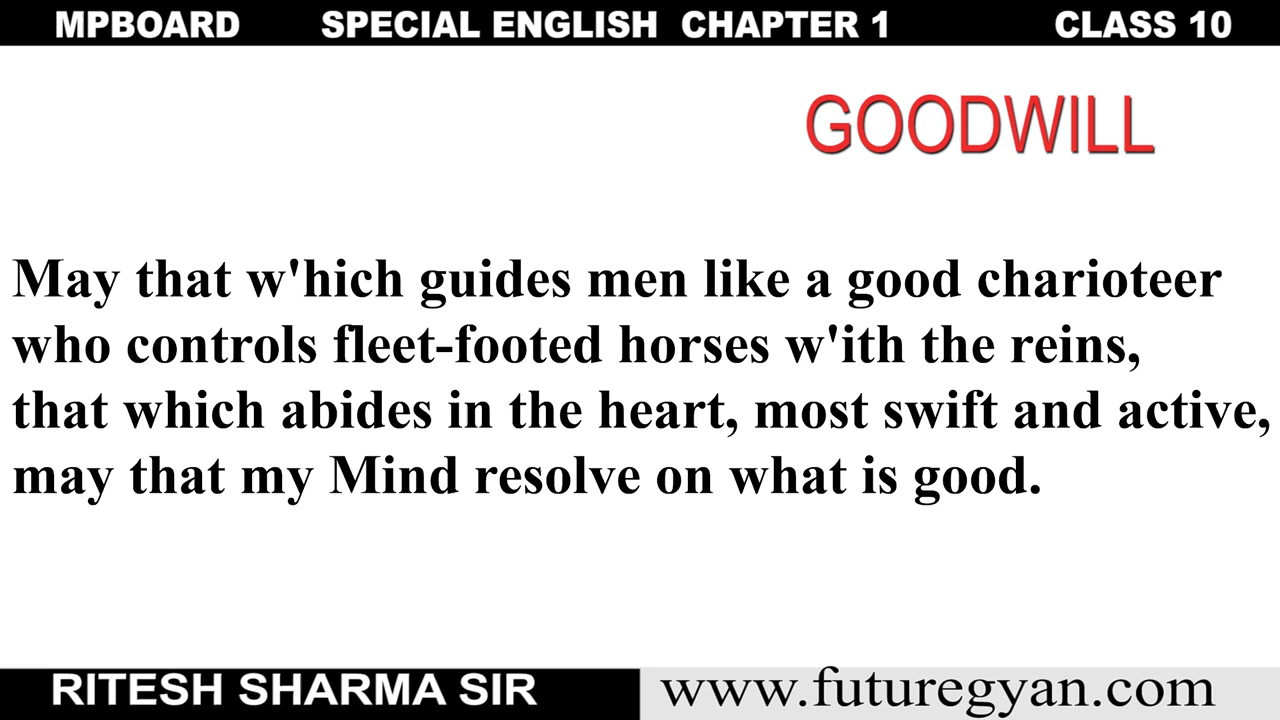 MPBOARD SPECIAL ENGLISH CHAPTER 1 CLASS 10
GOODWILL
May that w'hich guides men like a good charioteer
who controls fleet-footed horses w'ith the reins,
that which abides in the heart, most swift and active,
may that my Mind resolve on what is good.
RITESH SHARMA SIR www.futuregyan.com